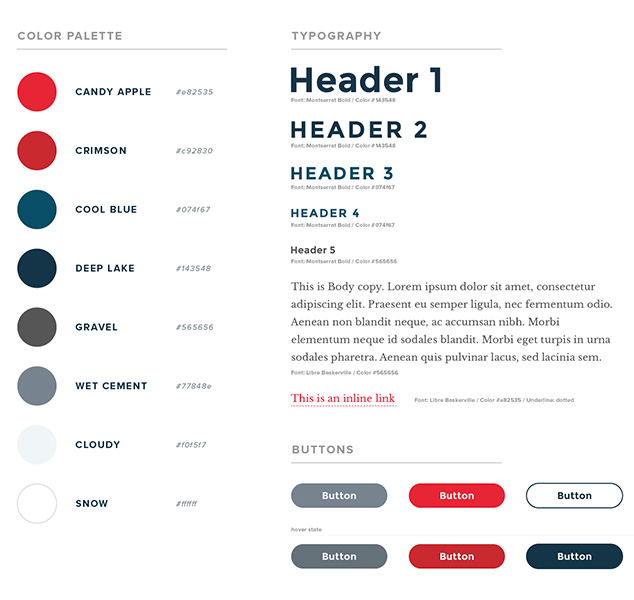 COLOR PALETTE
CANDY APPLE #e82535
CRIMSON #c92830
COOL BLUE #074f67
DEEP LAKE #143548
GRAVEL #565656
WET CEMENT #77848e
CLOUDY #f0f5f7
SNOW #ffffff
TYPOGRAPHY
Header 1
Font: Montserrat Bold / Color #143548
HEADER 2
Font: Montserrat Bold / Color #143548
HEADER 3
Font: Montserrat Bold / Color #074f67
HEADER 4
Font: Montserrat Bold / Color #074f67
Header 5
Font: Montserrat Bold / Color #565656
This is Body copy. Lorem ipsum dolor sit amet, consectetur
adipiscing elit. Praesent eu semper ligula, nec fermentum odio.
Aenean non blandit neque, ac accumsan nibh. Morbi
elementum neque id sodales blandit. Morbi eget turpis in urna
sodales pharetra. Aenean quis pulvinar lacus, sed lacinia sem.
Font: Libre Baskerville / Color #565656
This is an inline link Font: Libre Baskerville / Color #e82535 / Underline: dotted
BUTTONS
Button Button Button
hover state
Button Button Button